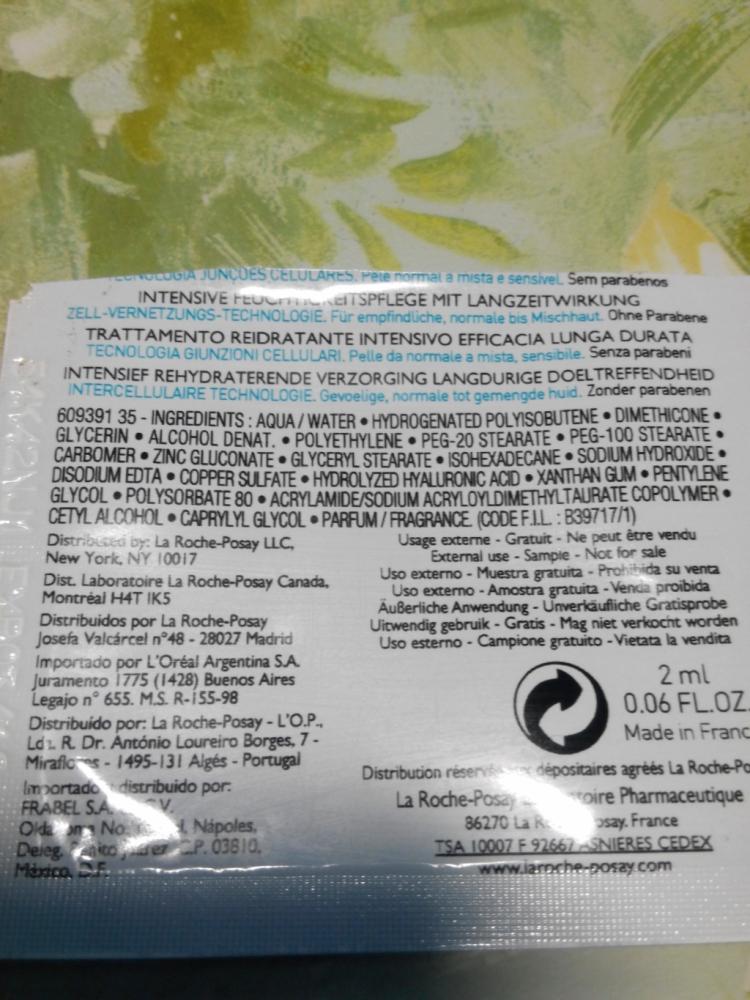 JUNÇÕES CELULARES. Pele normal a mista e sensível. Sem parabenos
INTENSIVE FEUCHTIGKEITSPFLEGE MIT LANGZEITWIRKUNG
ZELL-VERNETZUNGS-TECHNOLOGIE. Für empfindliche, normale bis Mischhaut. Ohne Parabene
TRATTAMENTO REIDRATANTE INTENSIVO EFFICACIA LUNGA DURATA
TECNOLOGIA GIUNZIONI CELLULARI. Pelle da normale a mista, sensibile. Senza parabeni
INTENSIEF REHYDRATERENDE VERZORGING LANGDURIGE DOELTREFFENDHEID
INTERCELLULAIRE TECHNOLOGIE. Gevoelige, normale tot gemengde huid. Zonder parabenen
609391 35 - INGREDIENTS : AQUA / WATER • HYDROGENATED POLYISOBUTENE • DIMETHICONE •
GLYCERIN • ALCOHOL DENAT. • POLYETHYLENE • PEG-20 STEARATE • PEG-100 STEARATE •
CARBOMER • ZINC GLUCONATE • GLYCERYL STEARATE • ISOHEXADECANE • SODIUM HYDROXIDE •
DISODIUM EDTA • COPPER SULFATE • HYDROLYZED HYALURONIC ACID • XANTHAN GUM • PENTYLENE
GLYCOL • POLYSORBATE 80 • ACRYLAMIDE/SODIUM ACRYLOYLDIMETHYLTAURATE COPOLYMER •
CETYL ALCOHOL • CAPRYLYL GLYCOL • PARFUM / FRAGRANCE. (CODE F.I.L. : B39717/1)
Distributed by: La Roche-Posay LLC,
New York, NY 10017
Dist. Laboratoire La Roche-Posay Canada,
Montréal H4T IK5
Distribuidos por La Roche-Posay
Josefa Valcárcel n°48 - 28027 Madrid
Importado por L'Oréal Argentina S.A.
Juramento 1775 (1428) Buenos Aires
Legajo n° 655. M.S. R-155-98
Distribuído por: La Roche-Posay - L'O.P.,
Lda. R. Dr. António Loureiro Borges, 7 -
Miraflores - 1495-131 Algés - Portugal
Importado distribuido por:
FRABEL S.A. C.V.
No. Nápoles,
Deleg. Benito Juárez C.P. 03810,
México, D.F.
Usage externe - Gratuit - Ne peut être vendu
External use - Sample - Not for sale
Uso externo - Muestra gratuita - Prohibida su venta
Uso externo - Amostra gratuita - Venda proibida
Äußerliche Anwendung - Unverkäufliche Gratisprobe
Uitwendig gebruik - Gratis - Mag niet verkocht worden
Uso esterno - Campione gratuito - Vietata la vendita
2 ml
0.06 FL.OZ.
Made in Franc
Distribution réservée aux dépositaires agréés La Roche-Po
La Roche-Posay Laboratoire Pharmaceutique
86270 La Roche-Posay. France
TSA 10007 F 92667 ASNIERES CEDEX
www.laroche-posay.com